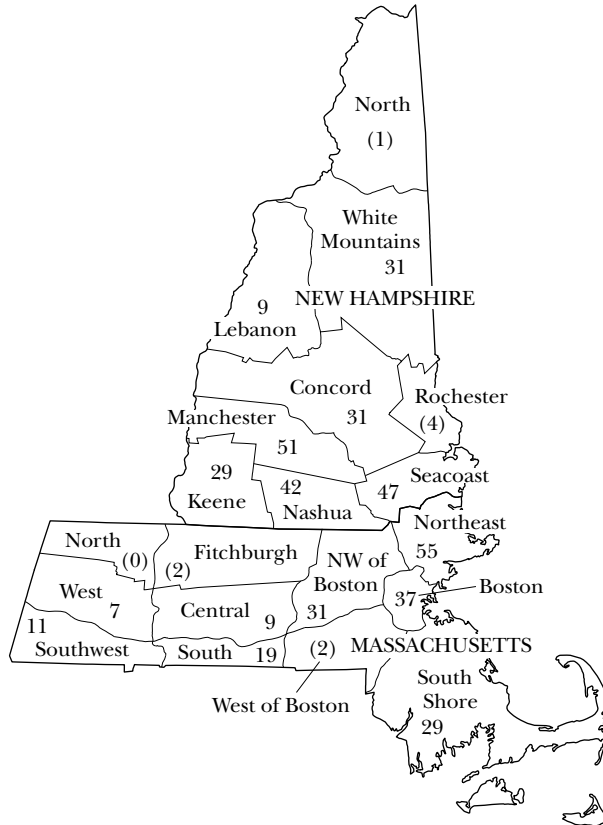 North
(1)
White
Mountains
31
NEW HAMPSHIRE
9
Lebanon
Concord
31
Rochester
(4)
Manchester
51
29
Keene
42
Nashua
47
Seacoast
North
(0)
Fitchburgh
(2)
NW of
Boston
31
Northeast
55
West
7
Central
9
37
Boston
11
Southwest
South
19
(2)
West of Boston
MASSACHUSETTS
South
Shore
29